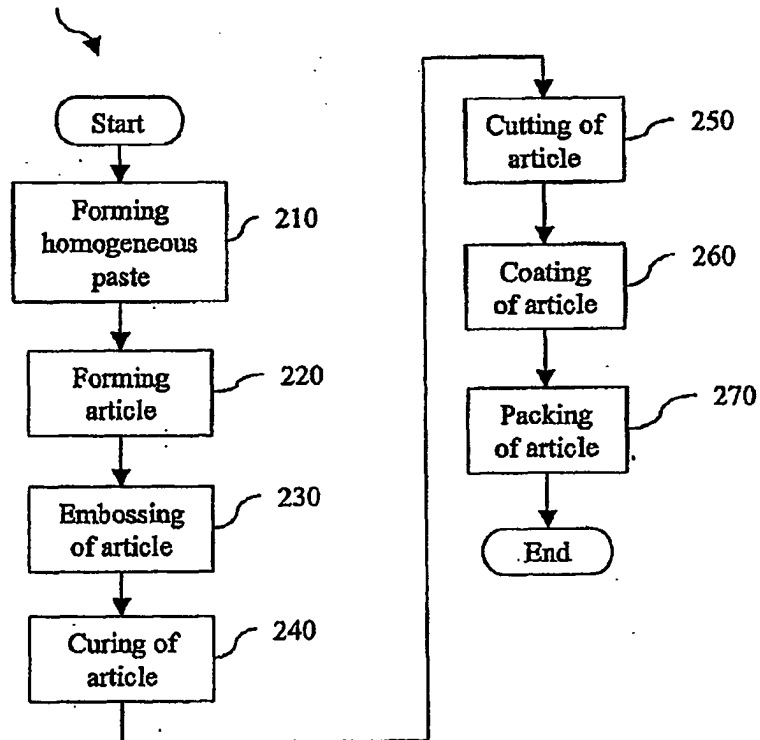 Start
Forming
homogeneous
paste
210
Forming
article
220
Embossing
of article
230
Curing of
article
240
Cutting of
article
250
Coating
of article
260
Packing
of article
270
End